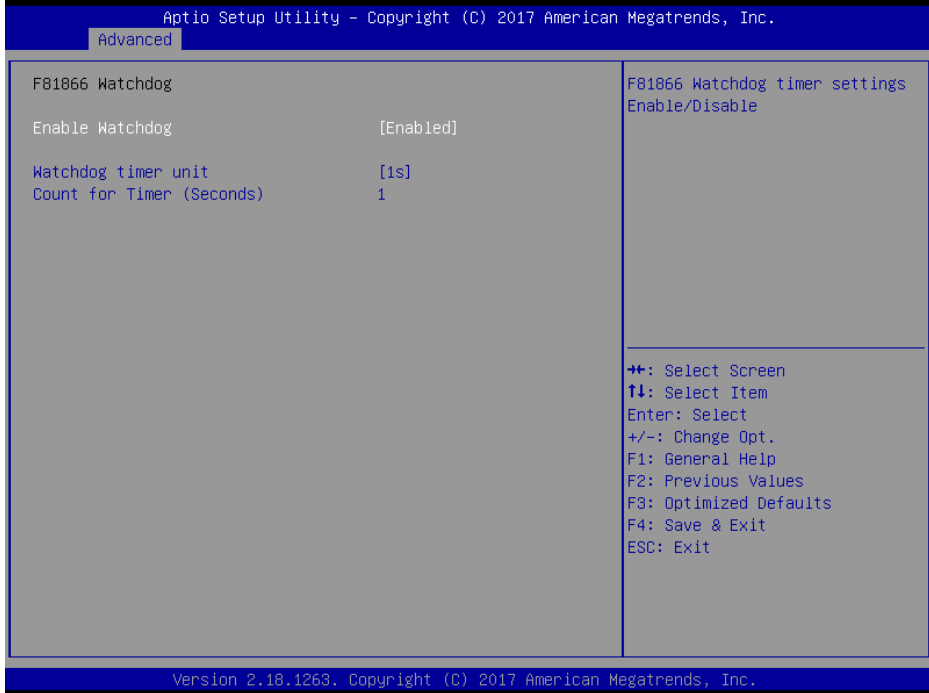 Aptio Setup Utility – Copyright (C) 2017 American Megatrends, Inc.
Advanced
F81866 Watchdog
Enable Watchdog [Enabled]
Watchdog timer unit [1s]
Count for Timer (Seconds) 1
F81866 Watchdog timer settings
Enable/Disable
→←: Select Screen
↑↓: Select Item
Enter: Select
+/-: Change Opt.
F1: General Help
F2: Previous Values
F3: Optimized Defaults
F4: Save & Exit
ESC: Exit
Version 2.18.1263. Copyright (C) 2017 American Megatrends, Inc.